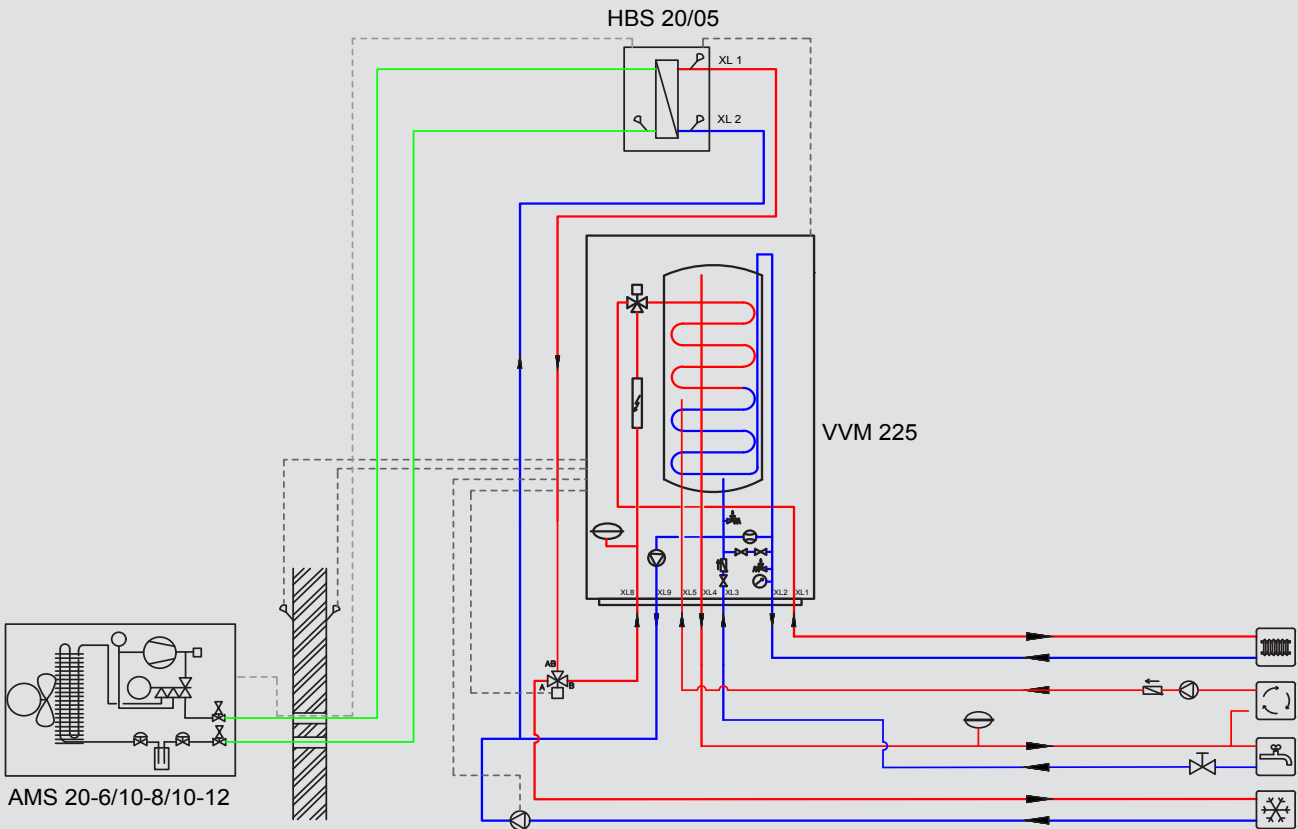 HBS 20/05
XL 1
XL 2
VVM 225
XL8
XL9
XL5
XL4
XL3
XL2
XL1
AB
A
B
AMS 20-6/10-8/10-12